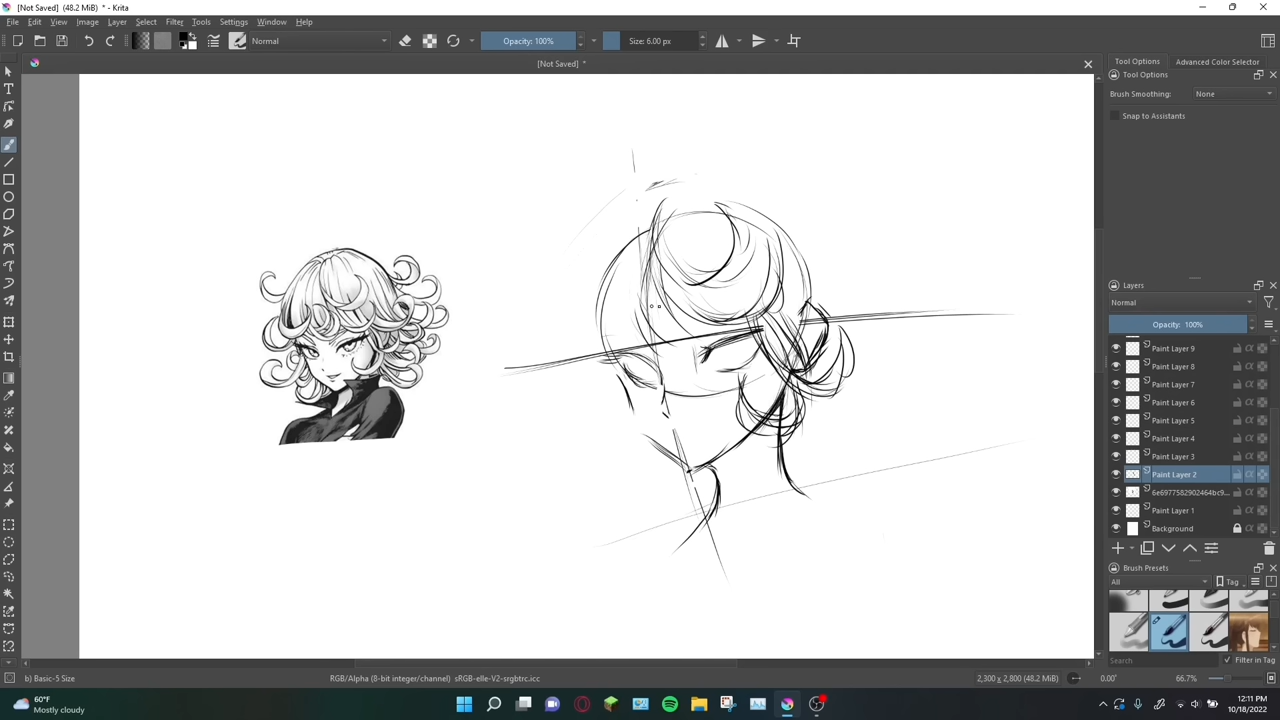 [Not Saved] (48.2 MiB) * - Krita
File Edit View Image Layer Select Filter Tools Settings Window Help
Normal Opacity: 100% Size: 6.00 px
[Not Saved] *
Tool Options Advanced Color Selector
Tool Options
Brush Smoothing: None
Snap to Assistants
Layers
Normal
Opacity: 100%
Paint Layer 9
Paint Layer 8
Paint Layer 7
Paint Layer 6
Paint Layer 5
Paint Layer 4
Paint Layer 3
Paint Layer 2
6e6977582902464bc9...
Paint Layer 1
Background
Brush Presets
All Tag
Search Filter in Tag
b) Basic-5 Size RGB/Alpha (8-bit integer/channel) sRGB-elle-V2-srgbtrc.icc 2,300 x 2,800 (48.2 MiB) 0.00° 66.7%
60°F
Mostly cloudy
12:11 PM
10/18/2022